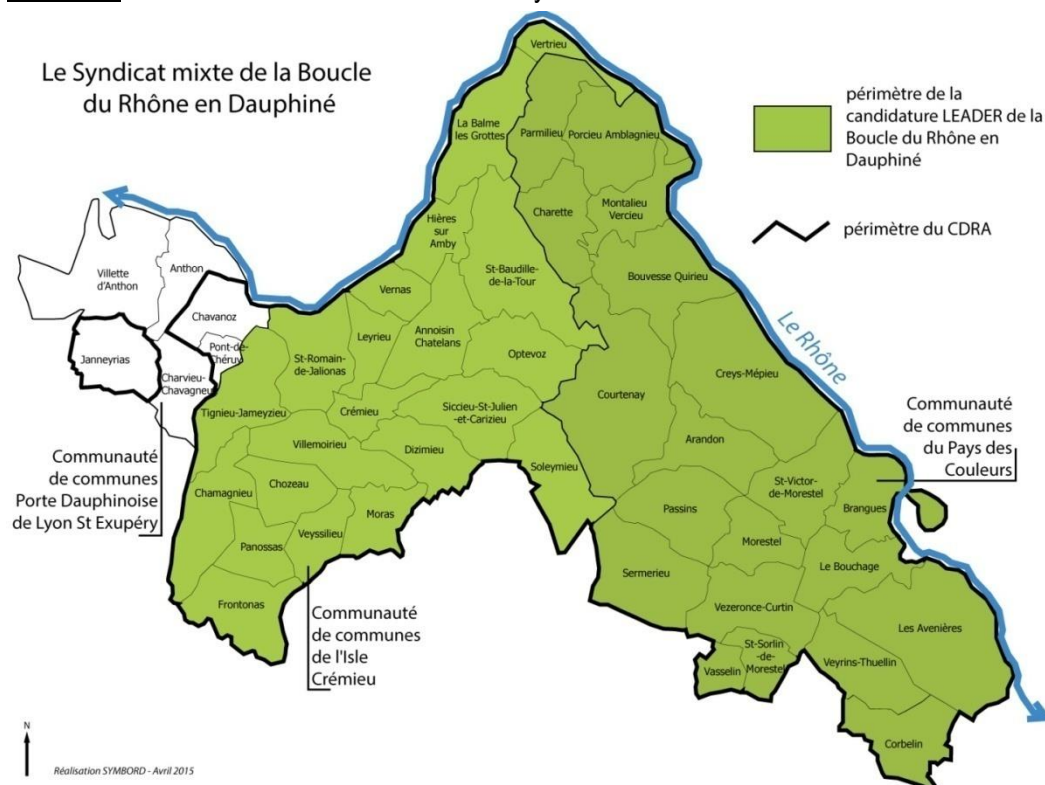 Le Syndicat mixte de la Boucle
du Rhône en Dauphiné
périmètre de la
candidature LEADER de la
Boucle du Rhône en
Dauphiné
périmètre du CDRA
Vertrieu
La Balme
les Grottes
Parmilieu
Porcieu Amblagnieu
Charette
Montalieu
Vercieu
Hières
sur
Amby
St-Baudille-
de-la-Tour
Bouvesse Quirieu
Villette
d'Anthon
Anthon
Chavanoz
Vernas
Janneyrias
Pont-de-
Chéruy
Charvieu-
Chavagneu
St-Romain-
de-Jalionas
Leyrieu
Annoisin
Chatelans
Optevoz
Le Rhône
Creys-Mépieu
Courtenay
Tignieu-Jameyzieu
Crémieu
Siccieu-St-Julien
-et-Carizieu
Arandon
Villemoirieu
Dizimieu
Soleymieu
Communauté
de communes
du Pays des
Couleurs
Communauté
de communes
Porte Dauphinoise
de Lyon St Exupéry
Chamagnieu
Chozeau
Moras
St-Victor-
de-Morestel
Brangues
Passins
Panossas
Veyssilieu
Morestel
Le Bouchage
Sermerieu
Frontonas
Vezeronce-Curtin
Les Avenières
Communauté
de communes
de l'Isle
Crémieu
St-Sorlin
-de-
Morestel
Vasselin
Veyrins-Thuellin
Corbelin
N
Réalisation SYMBORD - Avril 2015